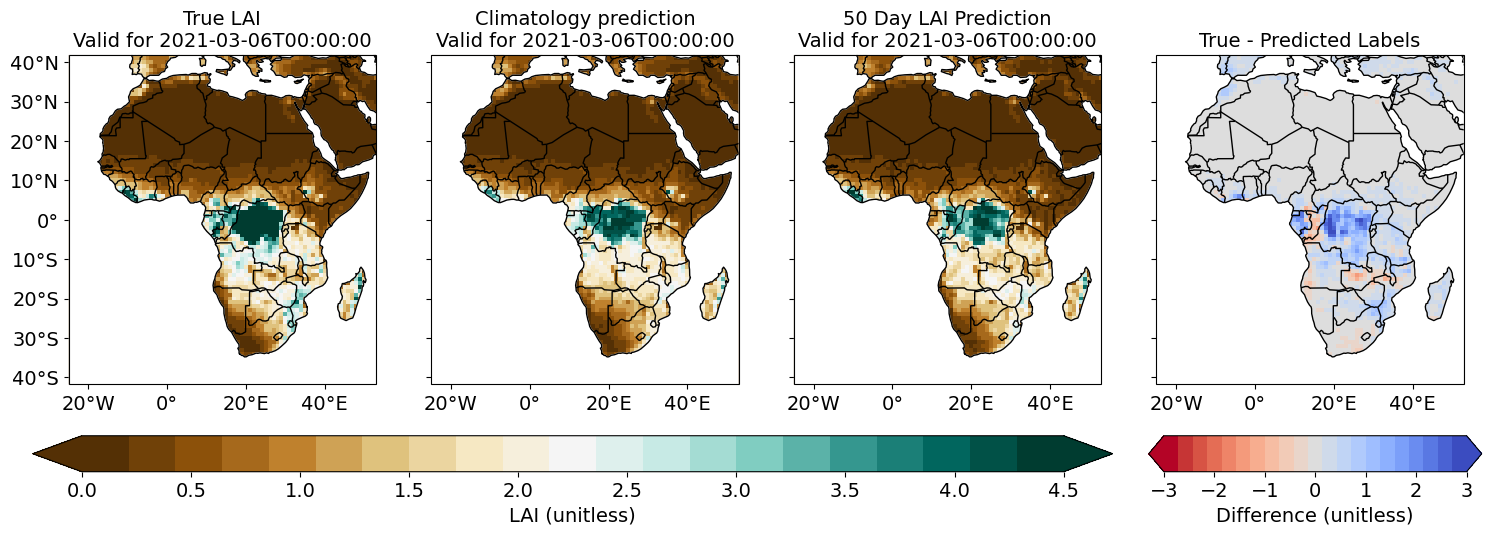 True LAI
Valid for 2021-03-06T00:00:00
Climatology prediction
Valid for 2021-03-06T00:00:00
50 Day LAI Prediction
Valid for 2021-03-06T00:00:00
True - Predicted Labels
40°N
30°N
20°N
10°N
0°
10°S
20°S
30°S
40°S
20°W 0° 20°E 40°E
20°W 0° 20°E 40°E
20°W 0° 20°E 40°E
20°W 0° 20°E 40°E
0.0 0.5 1.0 1.5 2.0 2.5 3.0 3.5 4.0 4.5
LAI (unitless)
−3 −2 −1 0 1 2 3
Difference (unitless)